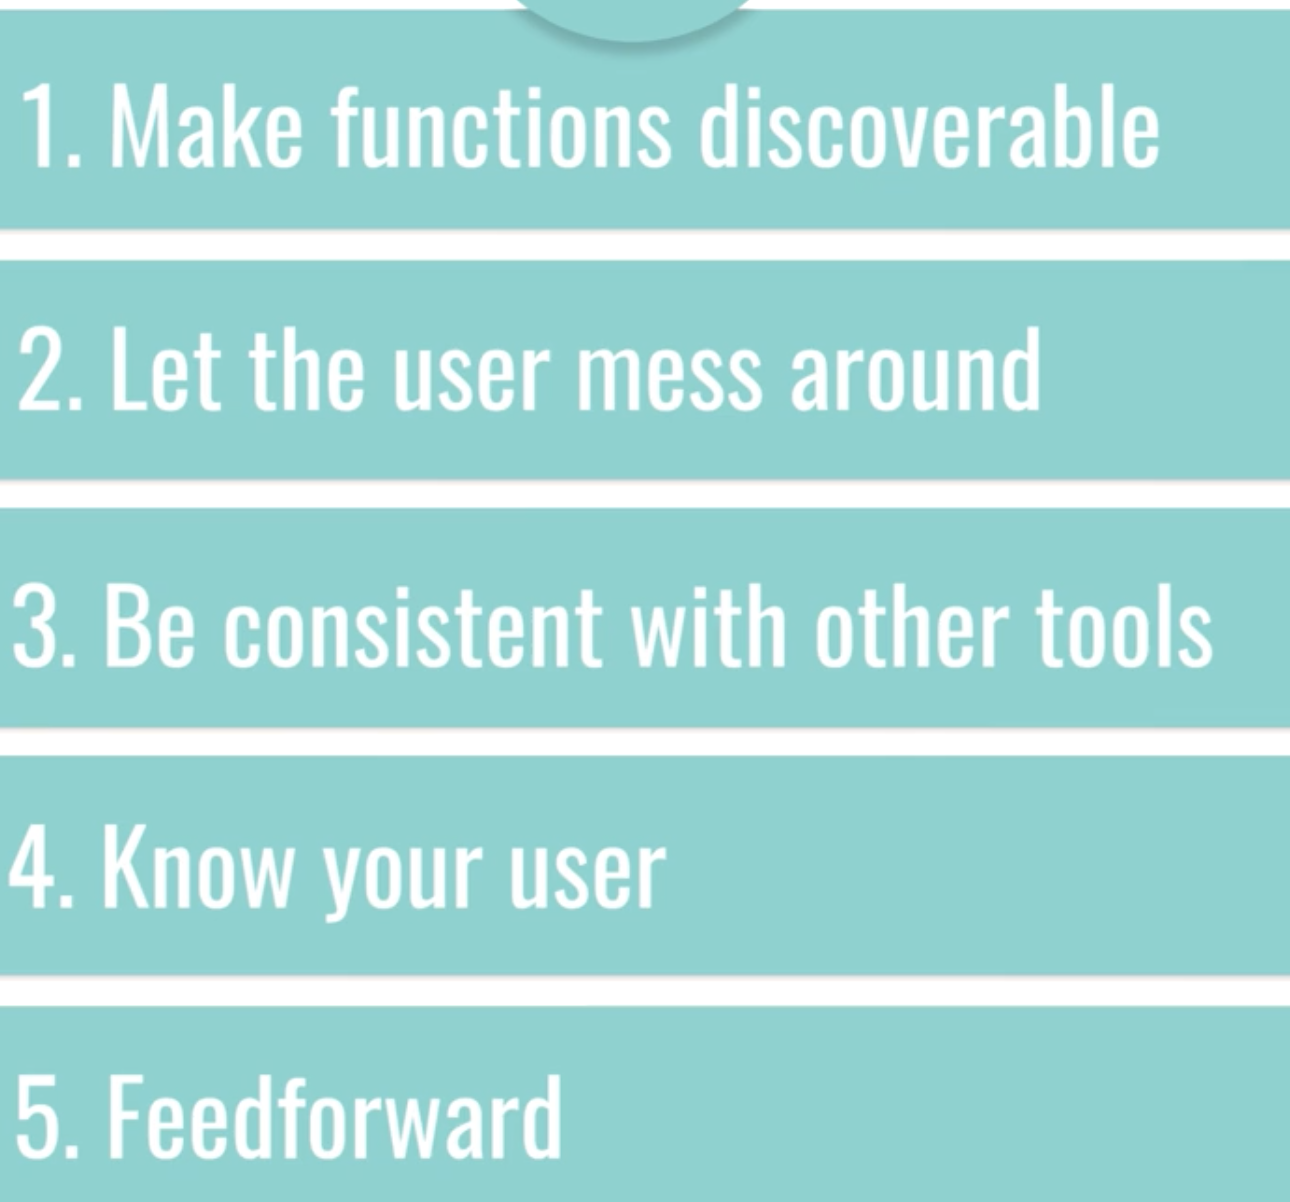 1. Make functions discoverable
2. Let the user mess around
3. Be consistent with other tools
4. Know your user
5. Feedforward